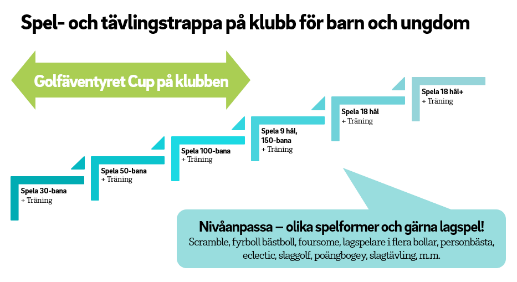 Spel- och tävlingstrappa på klubb för barn och ungdom
Golfäventyret Cup på klubben
Spela 30-bana
+ Träning
Spela 50-bana
+ Träning
Spela 100-bana
+ Träning
Spela 9 hål,
150-bana
+ Träning
Spela 18 hål
+ Träning
Spela 18 hål+
+ Träning
Nivåanpassa – olika spelformer och gärna lagspel!
Scramble, fyrboll bästboll, foursome, lagspelare i flera bollar, personbästa,
eclectic, slaggolf, poängbogey, slagtävling, m.m.